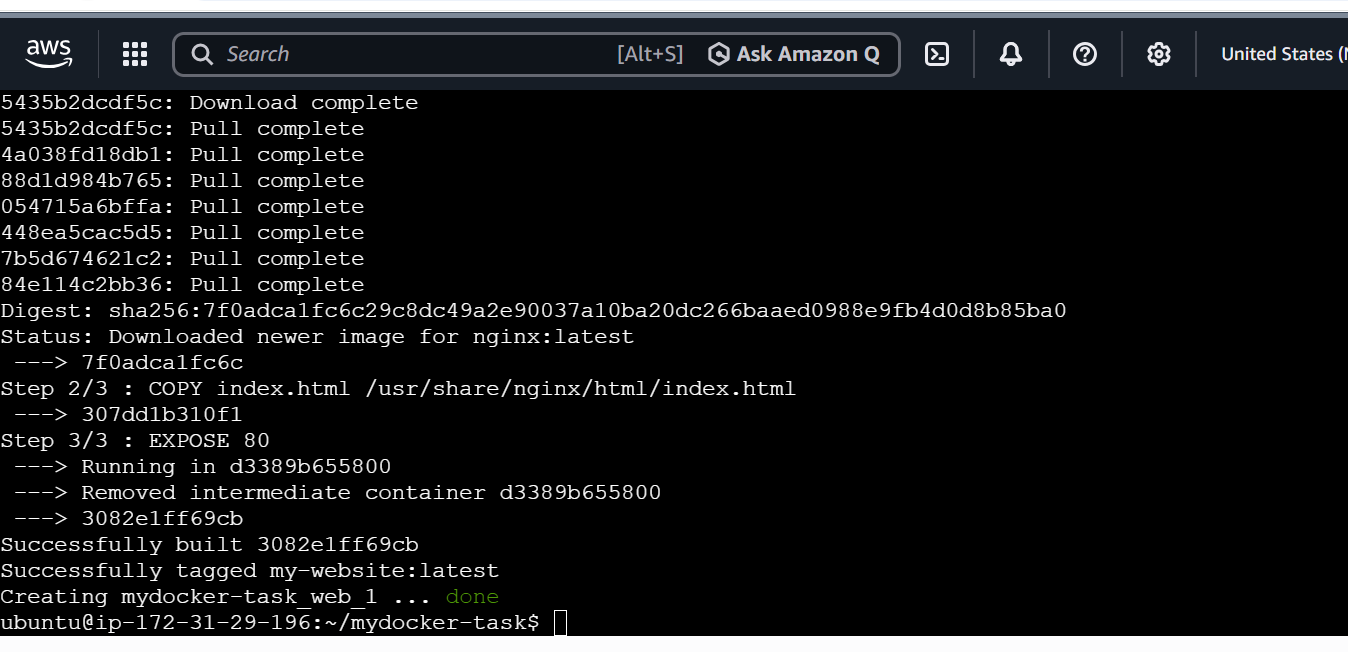 aws
Search [Alt+S] Ask Amazon Q United States (N
5435b2dcdf5c: Download complete
5435b2dcdf5c: Pull complete
4a038fd18db1: Pull complete
88d1d984b765: Pull complete
054715a6bffa: Pull complete
448ea5cac5d5: Pull complete
7b5d674621c2: Pull complete
84e114c2bb36: Pull complete
Digest: sha256:7f0adca1fc6c29c8dc49a2e90037a10ba20dc266baaed0988e9fb4d0d8b85ba0
Status: Downloaded newer image for nginx:latest
 ---> 7f0adca1fc6c
Step 2/3 : COPY index.html /usr/share/nginx/html/index.html
 ---> 307dd1b310f1
Step 3/3 : EXPOSE 80
 ---> Running in d3389b655800
 ---> Removed intermediate container d3389b655800
 ---> 3082e1ff69cb
Successfully built 3082e1ff69cb
Successfully tagged my-website:latest
Creating mydocker-task_web_1 ... done
ubuntu@ip-172-31-29-196:~/mydocker-task$